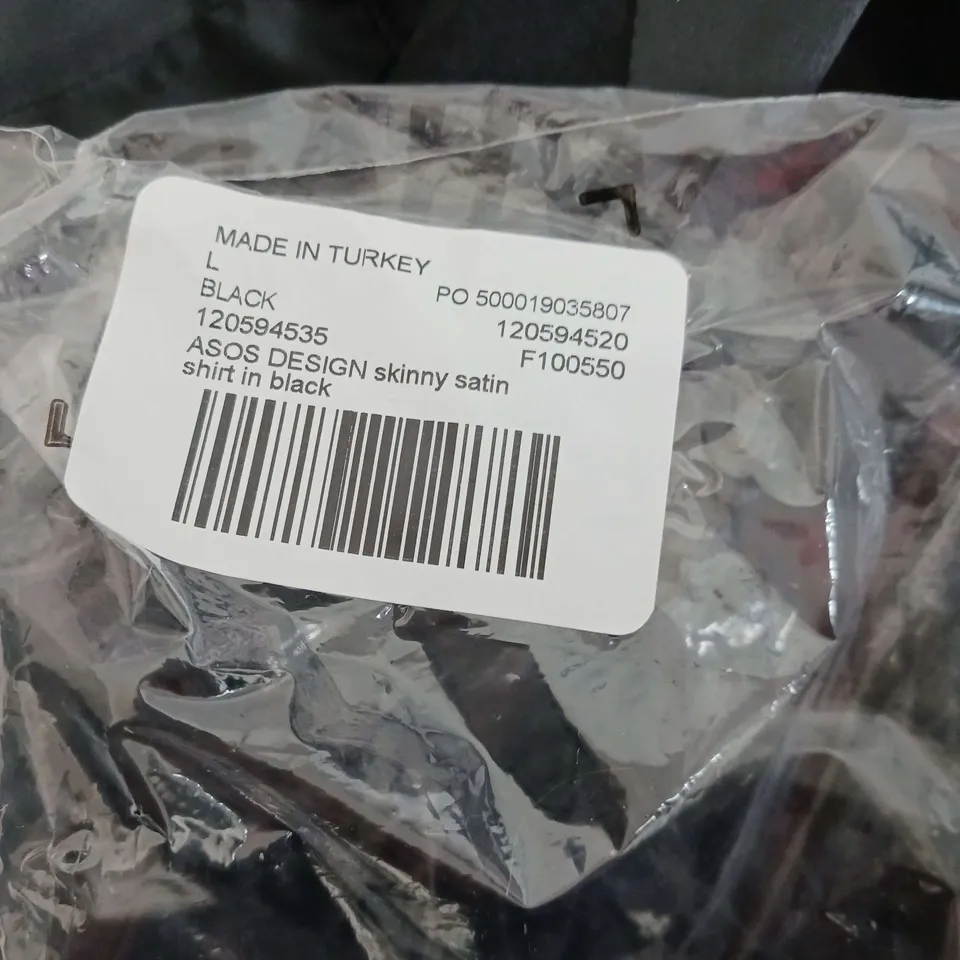 MADE IN TURKEY
L
BLACK
PO 500019035807
120594535
120594520
F100550
ASOS DESIGN skinny satin
shirt in black
L
L